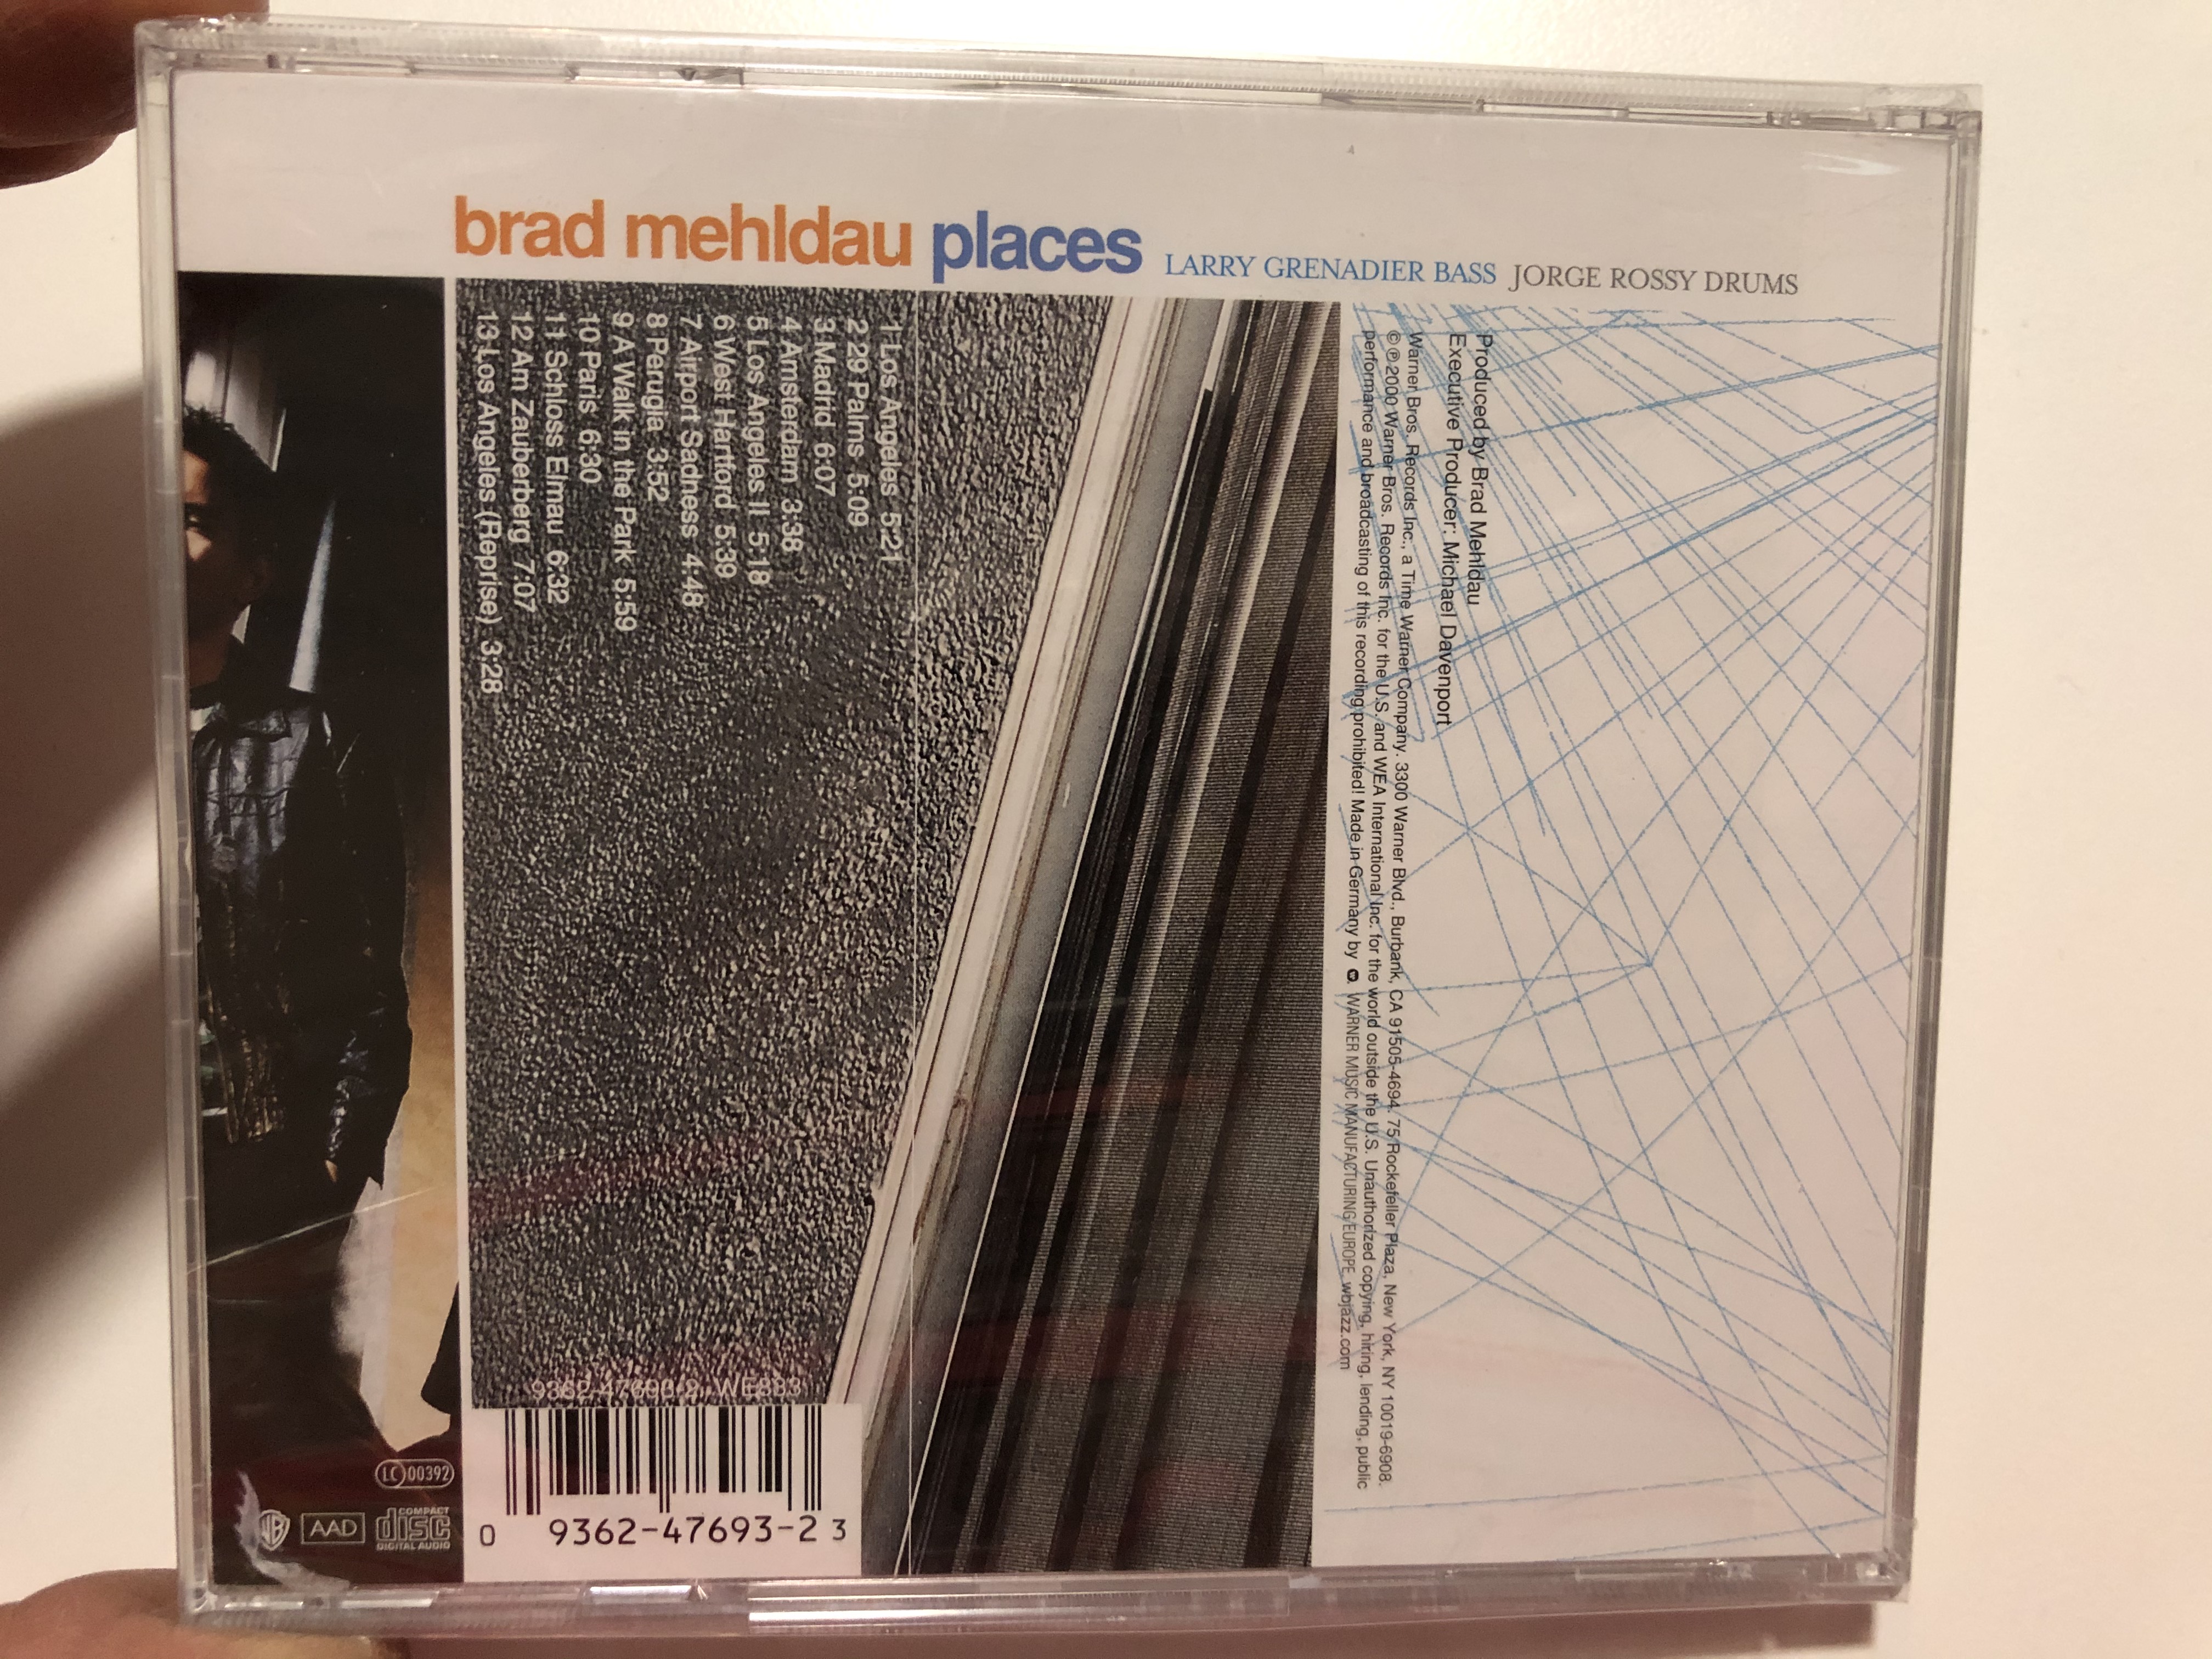 brad mehldau places LARRY GRENADIER BASS JORGE ROSSY DRUMS
1 Los Angeles 5:21
2 29 Palms 5:09
3 Madrid 6:07
4 Amsterdam 3:38
5 Los Angeles II 5:18
6 West Hartford 5:39
7 Airport Sadness 4:48
8 Perugia 3:52
9 A Walk in the Park 5:59
10 Paris 6:30
11 Schloss Elmau 6:32
12 Am Zauberberg 7:07
13 Los Angeles (Reprise) 3:28
Produced by Brad Mehldau
Executive Producer: Michael Davenport
Warner Bros. Records Inc., a Time Warner Company. 3300 Warner Blvd., Burbank, CA 91505-4694. 75 Rockefeller Plaza, New York, NY 10019-6908.
© ℗ 2000 Warner Bros. Records Inc. for the U.S. and WEA International Inc. for the world outside the U.S. Unauthorized copying, hiring, lending, public
performance and broadcasting of this recording prohibited! Made in Germany by WARNER MUSIC MANUFACTURING EUROPE. wbjazz.com
9362-47693-2 WE833
0 9362-47693-2 3
LC 00392
WB AAD COMPACT disc DIGITAL AUDIO
4